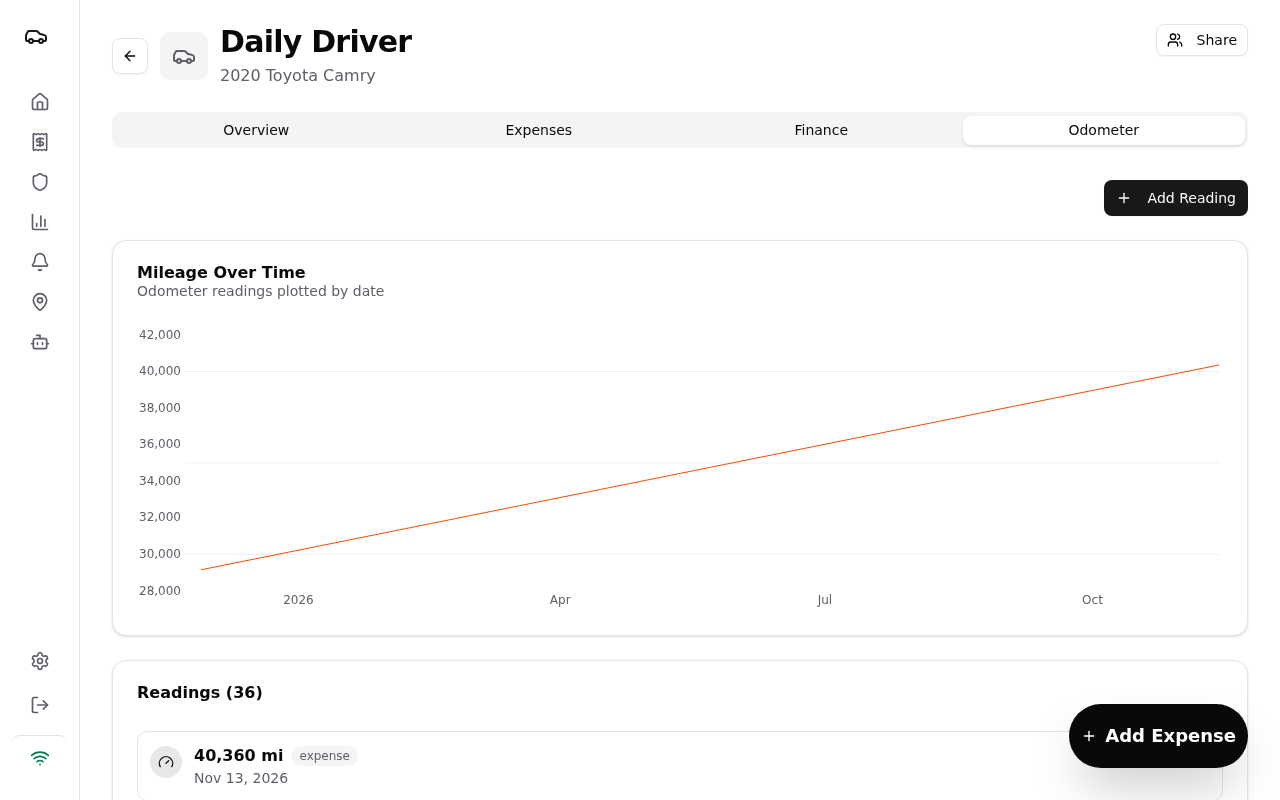 Daily Driver
2020 Toyota Camry
Share
Overview
Expenses
Finance
Odometer
Add Reading
Mileage Over Time
Odometer readings plotted by date
42,000
40,000
38,000
36,000
34,000
32,000
30,000
28,000
2026
Apr
Jul
Oct
Readings (36)
40,360 mi expense
Nov 13, 2026
Add Expense